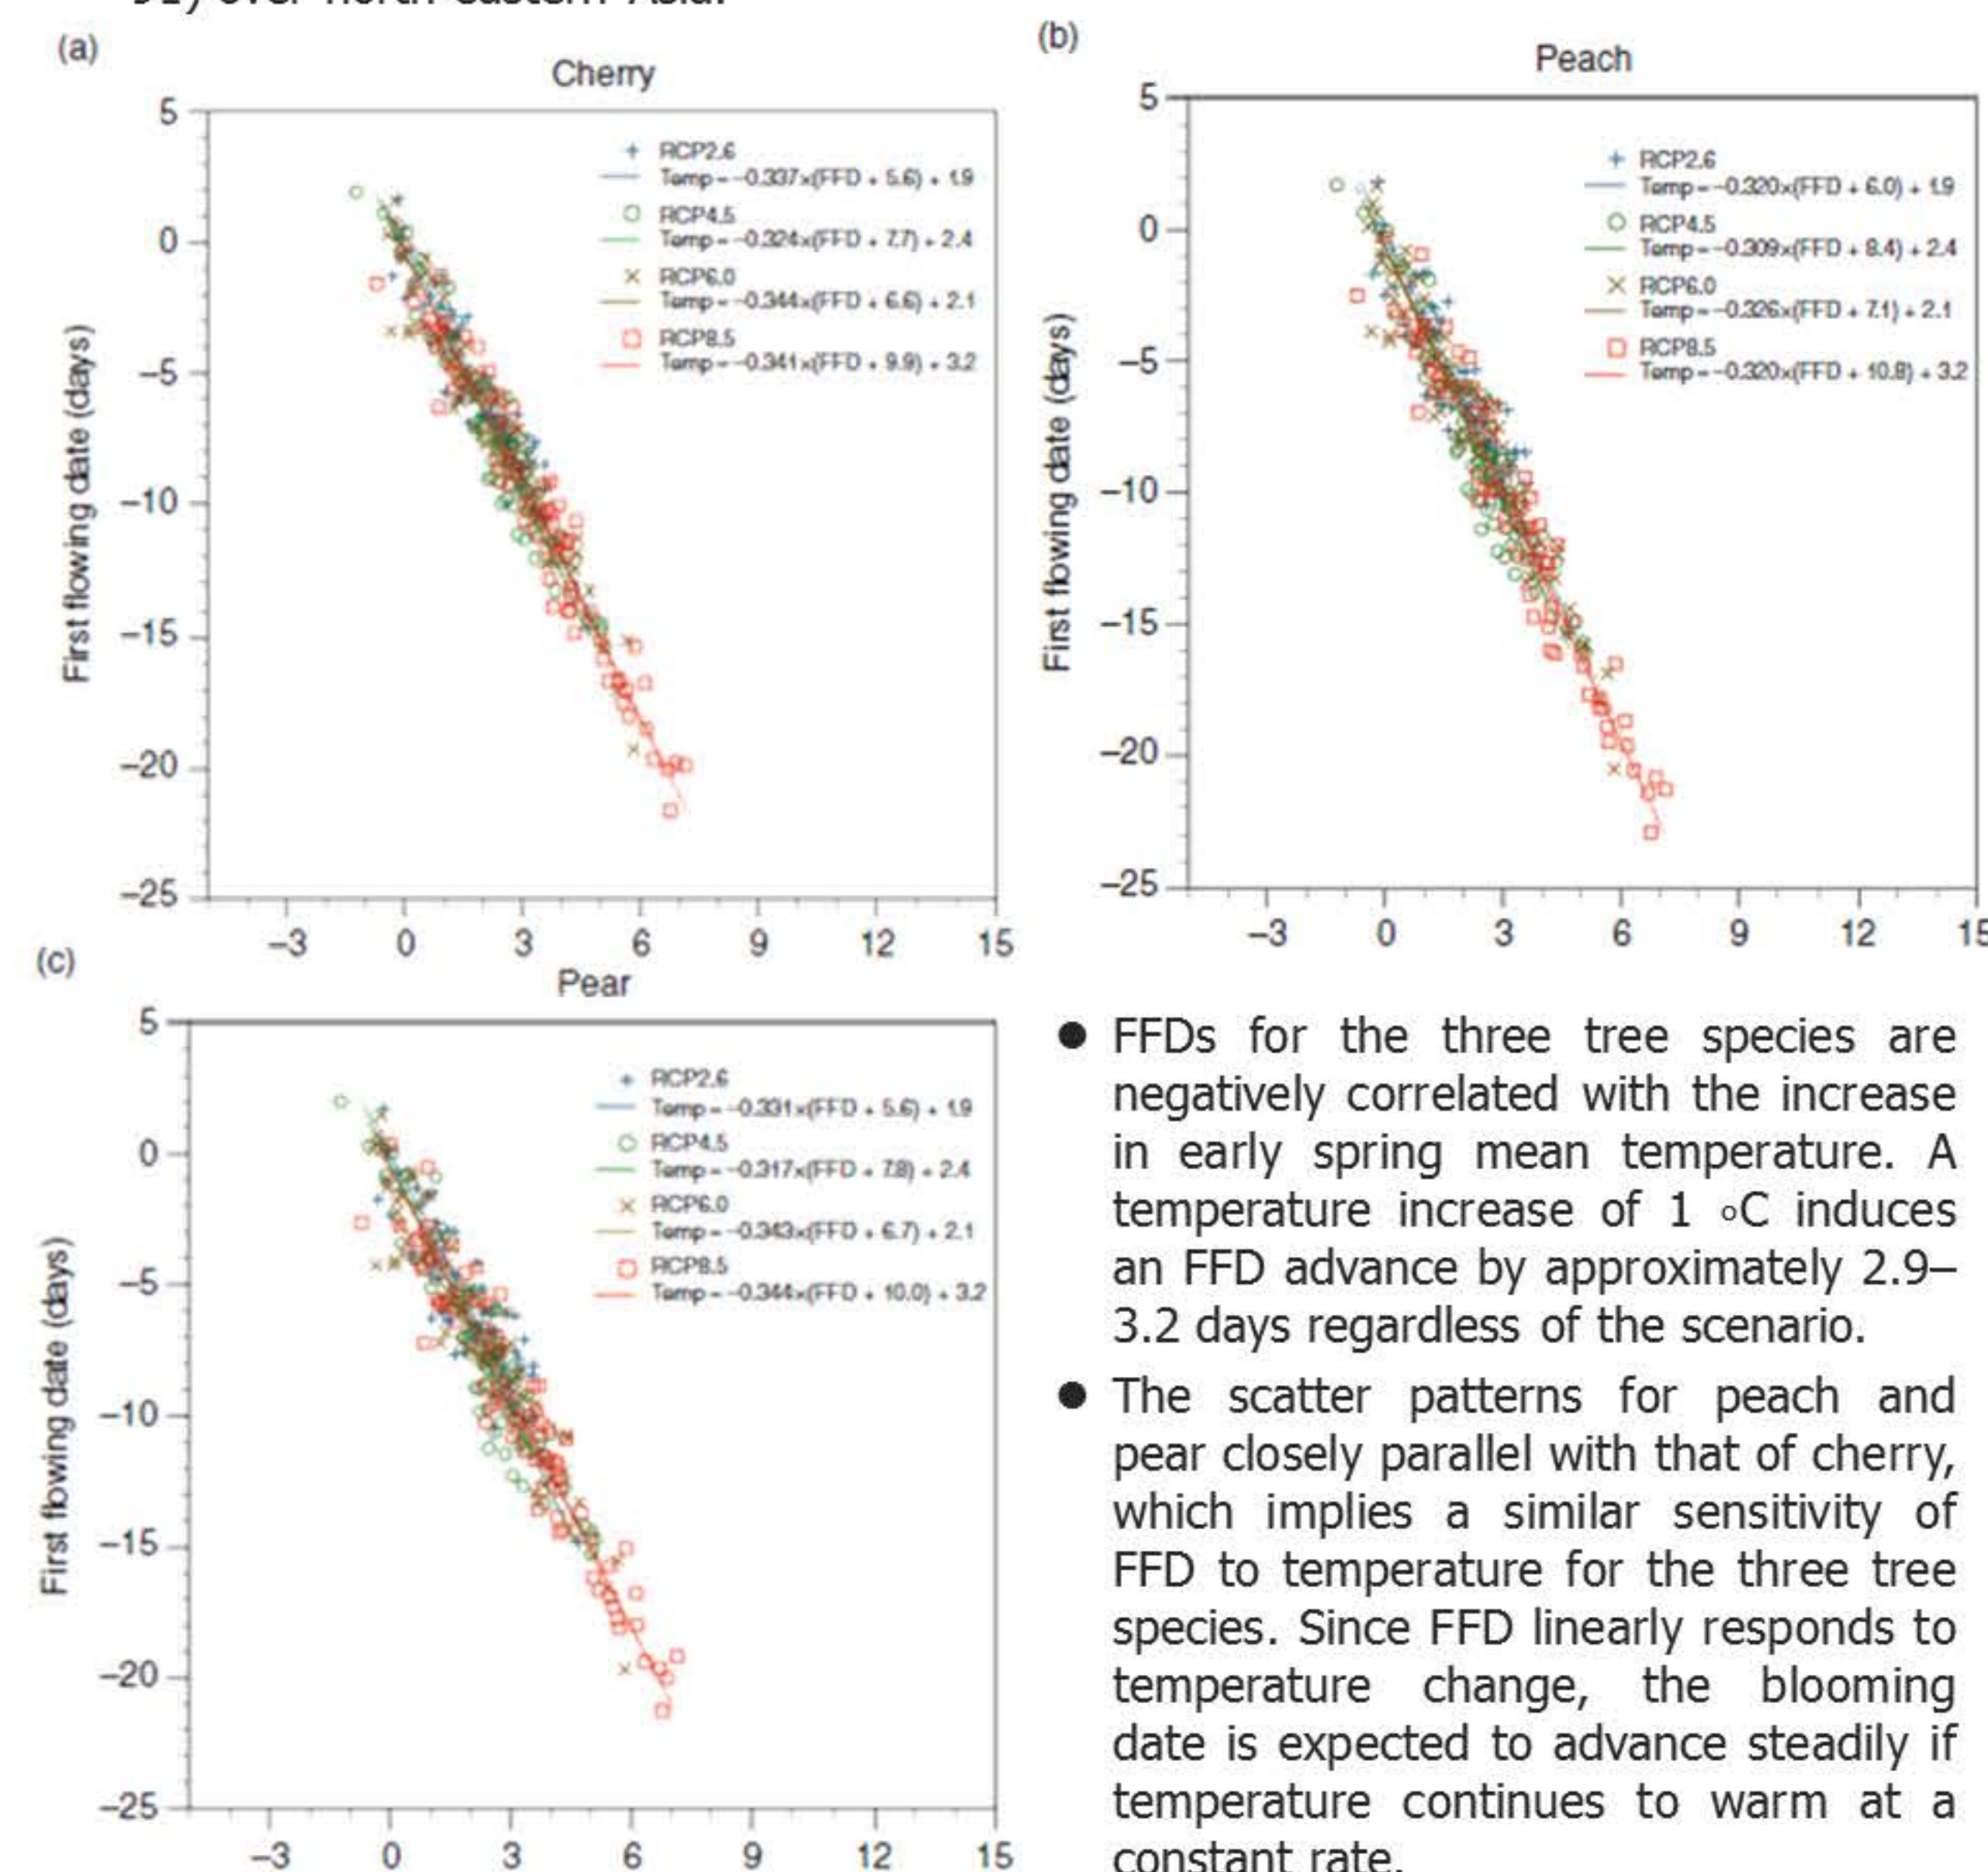 (a)
Cherry
5
0
−5
−10
−15
−20
−25
First flowing date (days)
+ RCP2.6
Temp = −0.337×(FFD + 5.6) + 1.9
RCP4.5
Temp = −0.324×(FFD + 7.7) + 2.4
× RCP6.0
Temp = −0.344×(FFD + 6.6) + 2.1
RCP8.5
Temp = −0.341×(FFD + 9.9) + 3.2
−3 0 3 6 9 12 15
(b)
Peach
5
0
−5
−10
−15
−20
−25
First flowing date (days)
+ RCP2.6
Temp = −0.320×(FFD + 6.0) + 1.9
RCP4.5
Temp = −0.309×(FFD + 8.4) + 2.4
× RCP6.0
Temp = −0.326×(FFD + 7.1) + 2.1
RCP8.5
Temp = −0.320×(FFD + 10.8) + 3.2
−3 0 3 6 9 12 15
(c)
Pear
5
0
−5
−10
−15
−20
−25
First flowing date (days)
+ RCP2.6
Temp = −0.331×(FFD + 5.6) + 1.9
RCP4.5
Temp = −0.317×(FFD + 7.8) + 2.4
× RCP6.0
Temp = −0.343×(FFD + 6.7) + 2.1
RCP8.5
Temp = −0.344×(FFD + 10.0) + 3.2
−3 0 3 6 9 12 15
● FFDs for the three tree species are
negatively correlated with the increase
in early spring mean temperature. A
temperature increase of 1 ∘C induces
an FFD advance by approximately 2.9–
3.2 days regardless of the scenario.
● The scatter patterns for peach and
pear closely parallel with that of cherry,
which implies a similar sensitivity of
FFD to temperature for the three tree
species. Since FFD linearly responds to
temperature change, the blooming
date is expected to advance steadily if
temperature continues to warm at a
constant rate.